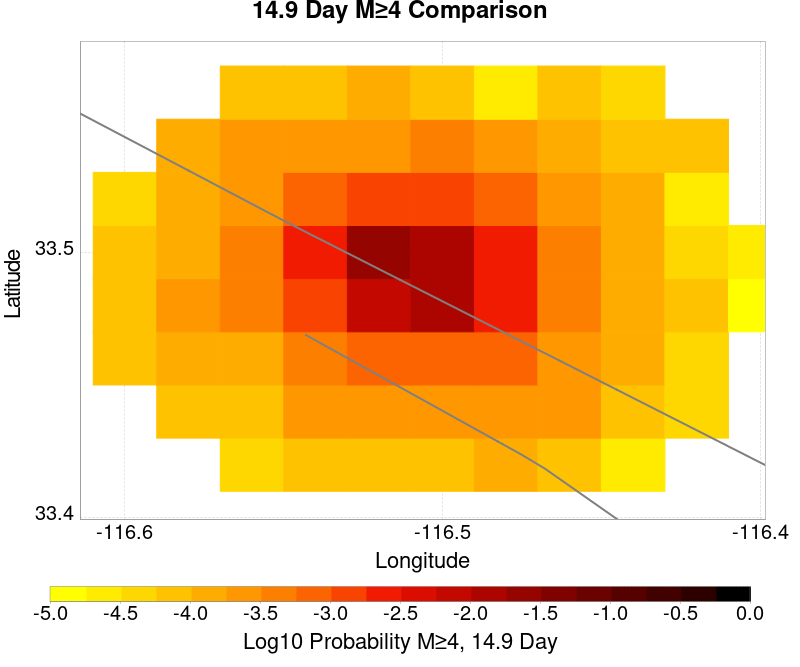 14.9 Day M≥4 Comparison
Latitude
33.5
33.4
-116.6 -116.5 -116.4
Longitude
-5.0 -4.5 -4.0 -3.5 -3.0 -2.5 -2.0 -1.5 -1.0 -0.5 0.0
Log10 Probability M≥4, 14.9 Day